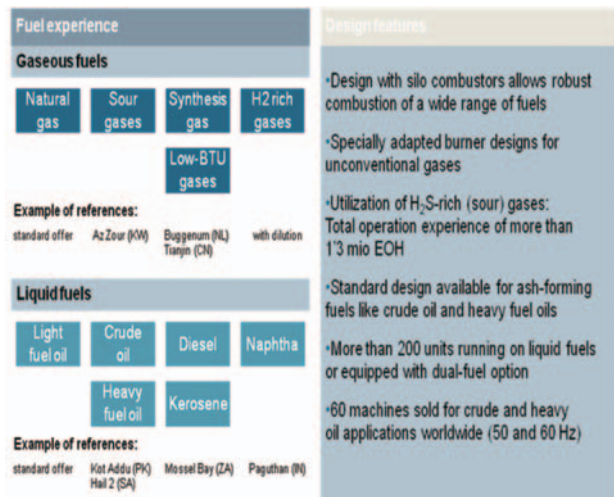 Fuel experience
Gaseous fuels
Natural gas
Sour gases
Synthesis gas
H2 rich gases
Low-BTU gases
Example of references:
standard offer
Az Zour (KW)
Buggenum (NL)
Tianjin (CN)
with dilution
Liquid fuels
Light fuel oil
Crude oil
Diesel
Naphtha
Heavy fuel oil
Kerosene
Example of references:
standard offer
Kot Addu (PK)
Hail 2 (SA)
Mossel Bay (ZA)
Paguthan (IN)
Design features
•Design with silo combustors allows robust
combustion of a wide range of fuels
•Specially adapted burner designs for
unconventional gases
•Utilization of H₂S-rich (sour) gases:
Total operation experience of more than
1'3 mio EOH
•Standard design available for ash-forming
fuels like crude oil and heavy fuel oils
•More than 200 units running on liquid fuels
or equipped with dual-fuel option
•60 machines sold for crude and heavy
oil applications worldwide (50 and 60 Hz)